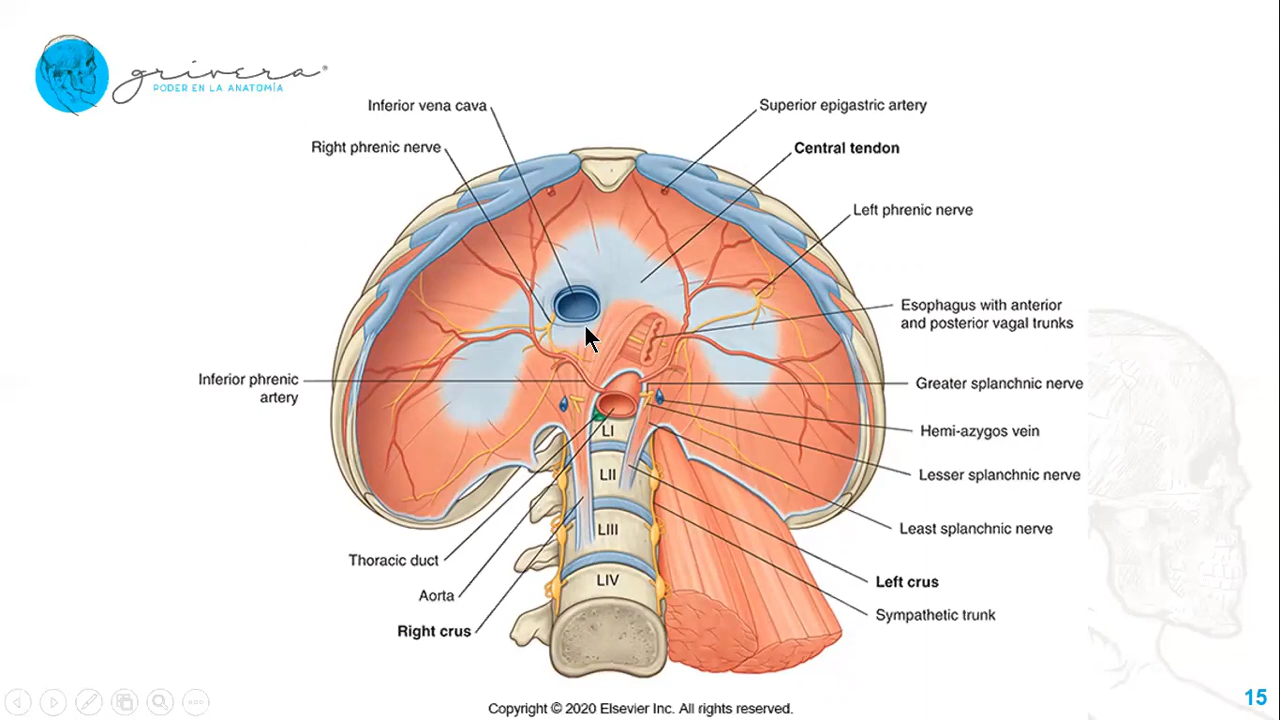 grivera®
PODER EN LA ANATOMÍA
Inferior vena cava
Right phrenic nerve
Superior epigastric artery
Central tendon
Left phrenic nerve
Esophagus with anterior
and posterior vagal trunks
Inferior phrenic
artery
Greater splanchnic nerve
Hemi-azygos vein
Lesser splanchnic nerve
Least splanchnic nerve
LI
LII
LIII
LIV
Thoracic duct
Aorta
Right crus
Left crus
Sympathetic trunk
15
Copyright © 2020 Elsevier Inc. All rights reserved.